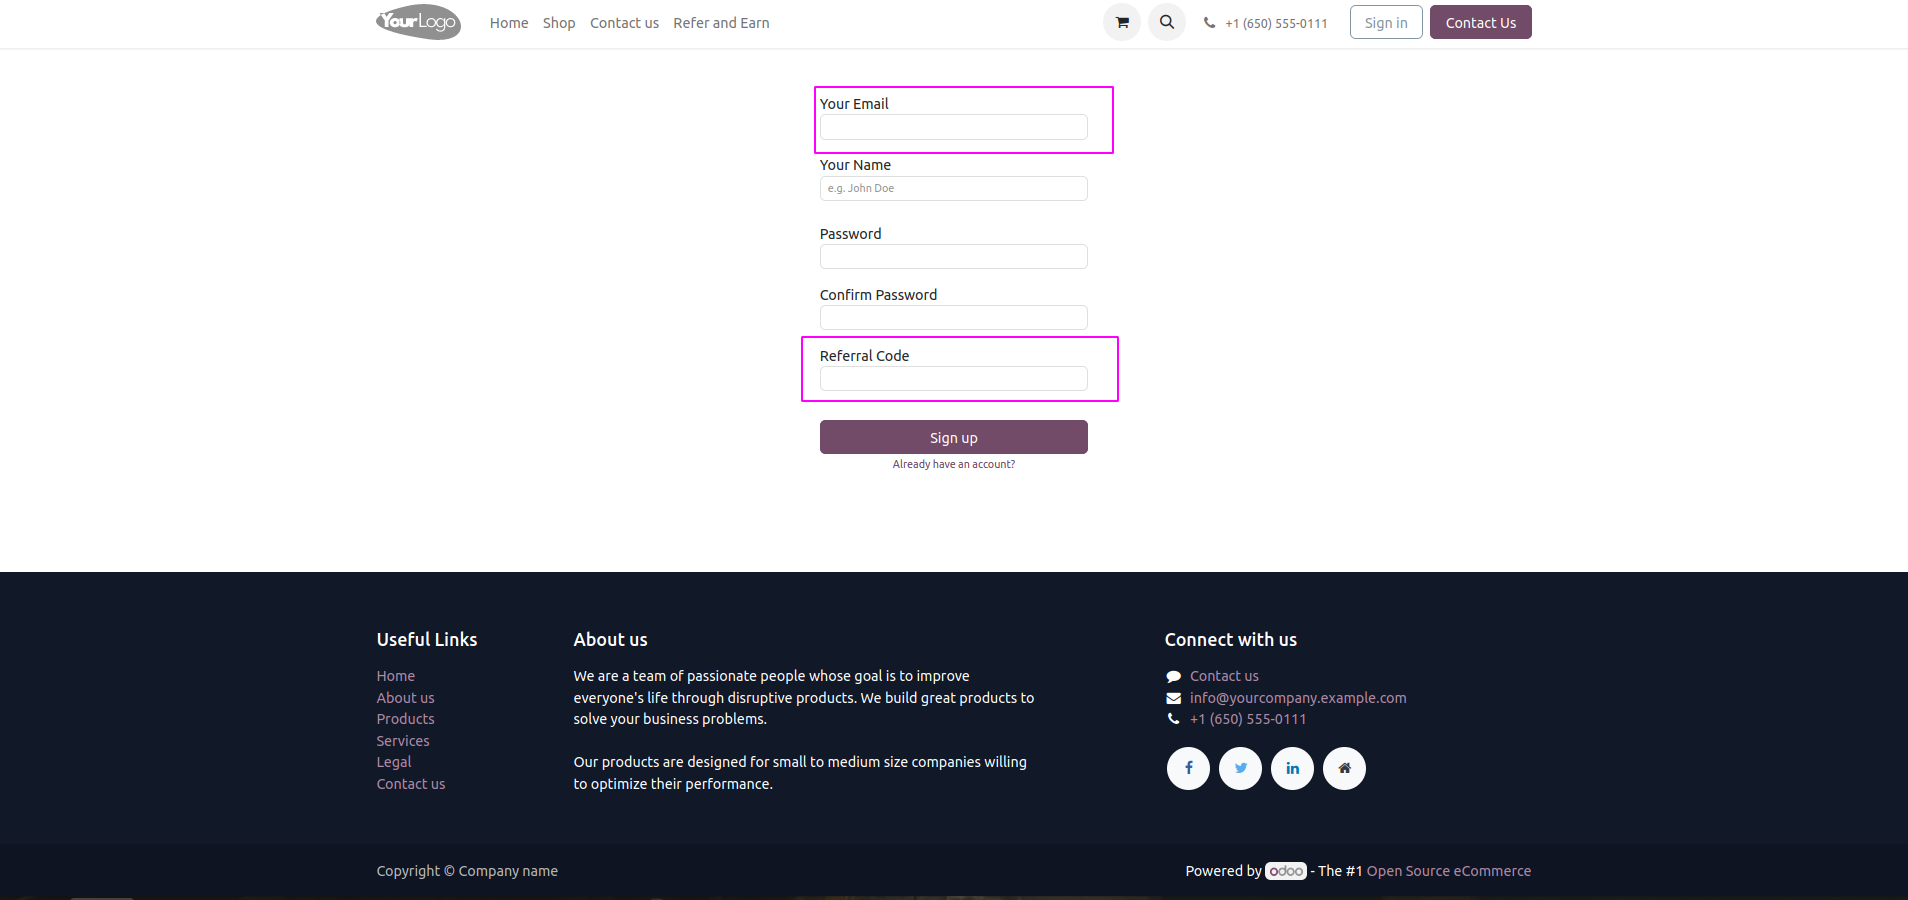 YourLogo Home Shop Contact us Refer and Earn +1 (650) 555-0111 Sign in Contact Us
Your Email
Your Name
e.g. John Doe
Password
Confirm Password
Referral Code
Sign up
Already have an account?
Useful Links
Home
About us
Products
Services
Legal
Contact us
About us
We are a team of passionate people whose goal is to improve
everyone's life through disruptive products. We build great products to
solve your business problems.
Our products are designed for small to medium size companies willing
to optimize their performance.
Connect with us
Contact us
info@yourcompany.example.com
+1 (650) 555-0111
Copyright © Company name
Powered by odoo - The #1 Open Source eCommerce